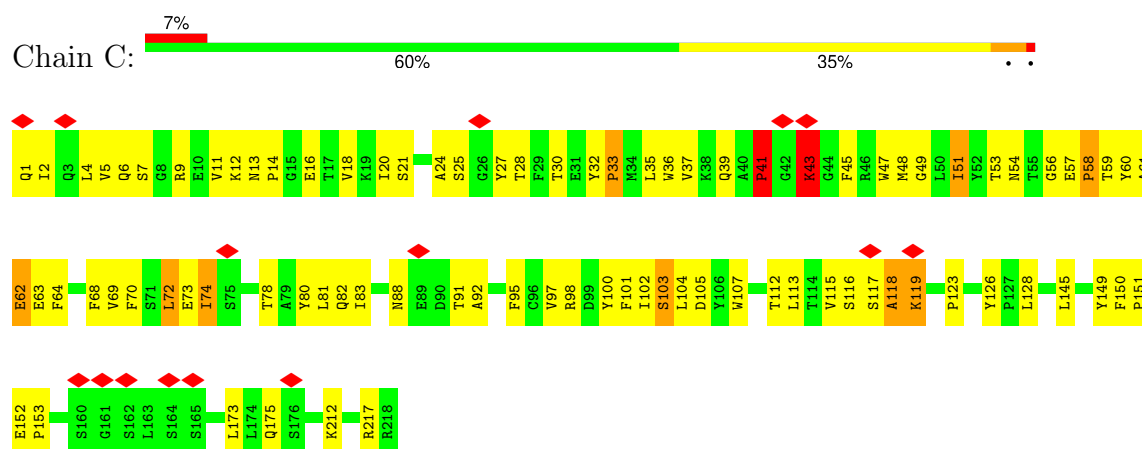 7%
Chain C:
60% 35% • •
Q1 I2 Q3 L4 V5 Q6 S7 G8 R9 E10 V11 K12 N13 P14 G15 E16 T17 V18 K19 I20 S21 A24 S25 G26 Y27 T28 F29 T30 E31 Y32 P33 M34 L35 W36 V37 K38 Q39 A40 P41 G42 K43 G44 F45 R46 W47 M48 G49 L50 I51 Y52 T53 N54 T55 G56 E57 P58 T59 Y60 A61
E62 E63 F64 F68 V69 F70 S71 L72 E73 I74 S75 T78 A79 Y80 L81 Q82 I83 N88 E89 D90 T91 A92 F95 C96 V97 R98 D99 Y100 F101 I102 S103 L104 D105 Y106 W107 T112 L113 T114 V115 S116 S117 A118 K119 P123 Y126 P127 L128 L145 Y149 F150 D151
E152 P153 S160 G161 S162 L163 S164 S165 L173 L174 Q175 S176 K212 R217 R218